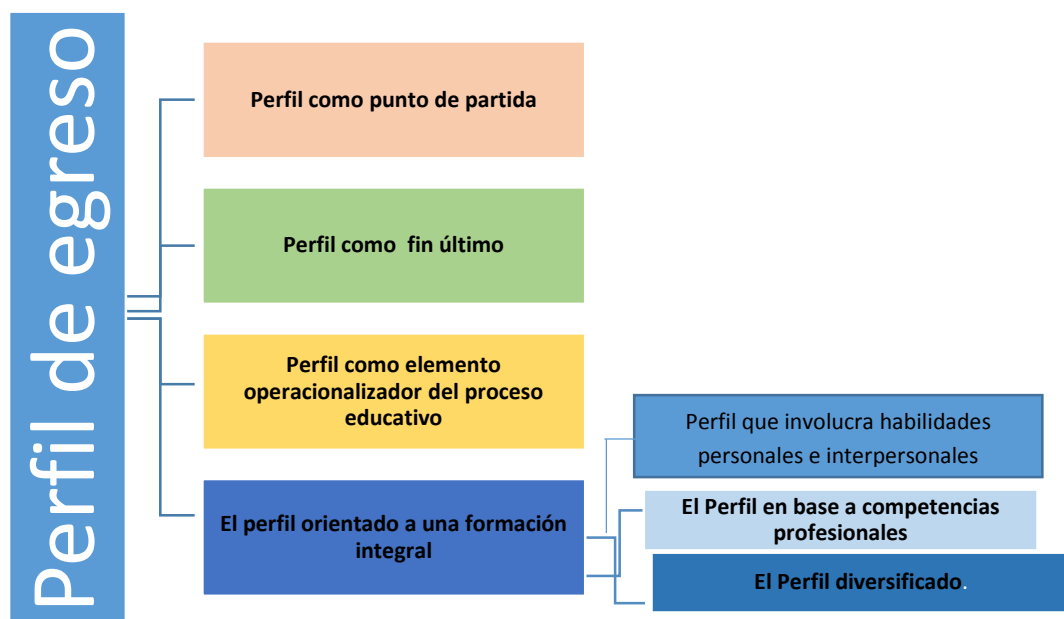 Perfil de egreso
Perfil como punto de partida
Perfil como fin último
Perfil como elemento
operacionalizador del proceso
educativo
El perfil orientado a una formación
integral
Perfil que involucra habilidades
personales e interpersonales
El Perfil en base a competencias
profesionales
El Perfil diversificado.